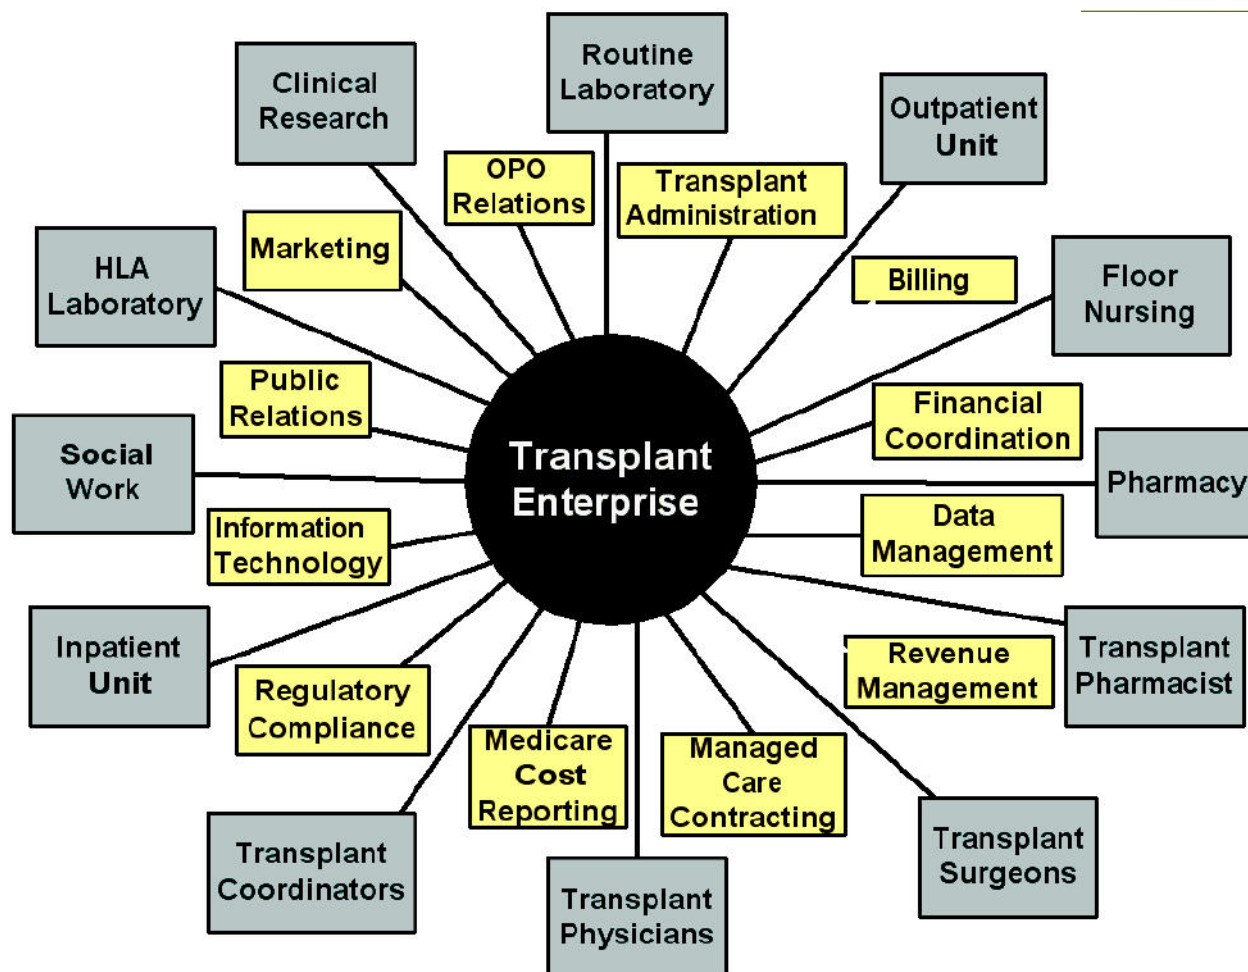 Routine
Laboratory
Clinical
Research
Outpatient
Unit
OPO
Relations
Transplant
Administration
Marketing
HLA
Laboratory
Billing
Floor
Nursing
Public
Relations
Financial
Coordination
Social
Work
Transplant
Enterprise
Pharmacy
Information
Technology
Data
Management
Inpatient
Unit
Regulatory
Compliance
Revenue
Management
Transplant
Pharmacist
Medicare
Cost
Reporting
Managed
Care
Contracting
Transplant
Coordinators
Transplant
Physicians
Transplant
Surgeons